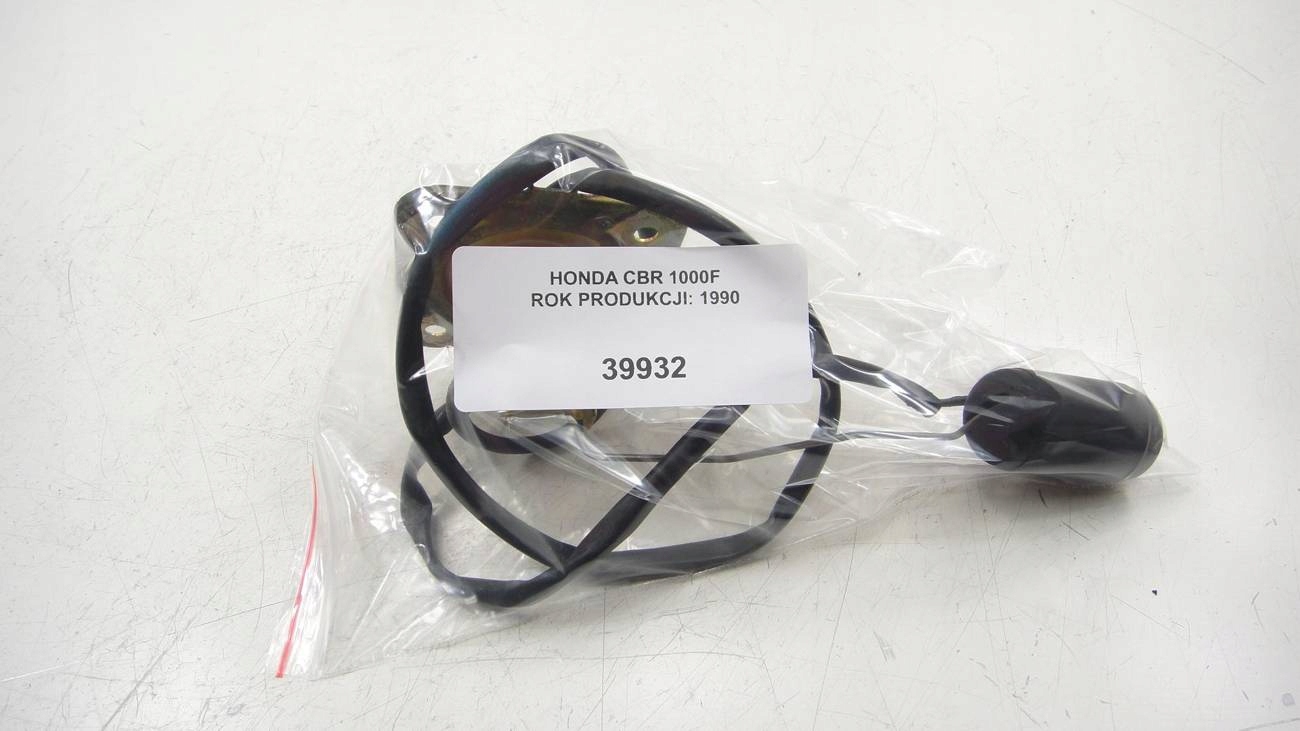 HONDA CBR 1000F
ROK PRODUKCJI: 1990
39932